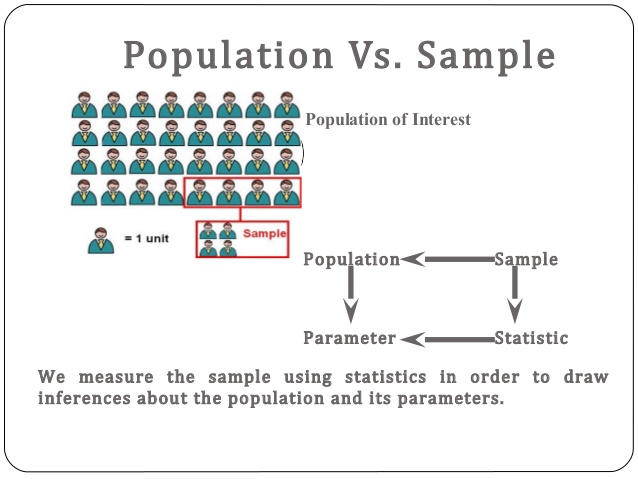 Population Vs. Sample
Population of Interest
= 1 unit
Sample
Population
Sample
Parameter
Statistic
We measure the sample using statistics in order to draw
inferences about the population and its parameters.